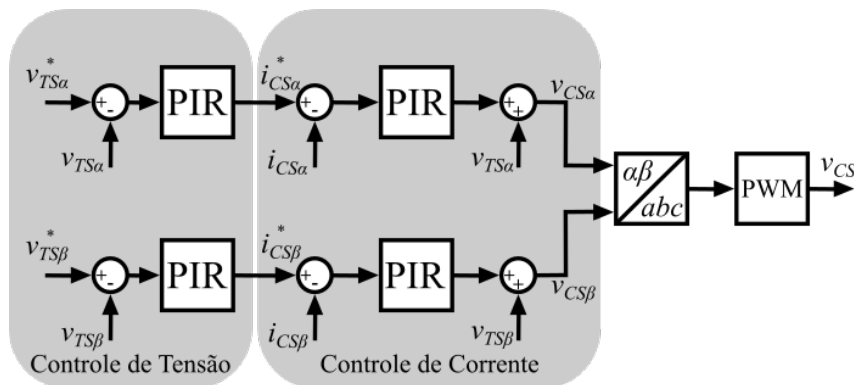 v*TSα PIR i*CSα PIR vCSα
+ - + - + +
vTSα iCSα vTSα
αβ
abc
PWM vCS
v*TSβ PIR i*CSβ PIR
+ - + - + +
vCSβ
vTSβ iCSβ vTSβ
Controle de Tensão Controle de Corrente